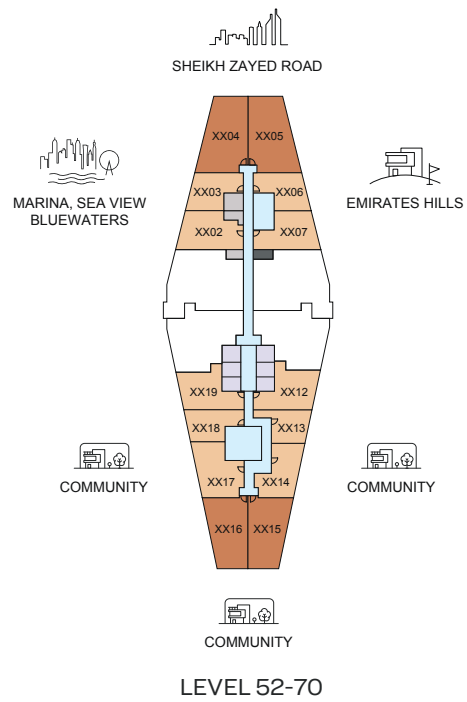 SHEIKH ZAYED ROAD
XX04
XX05
MARINA, SEA VIEW
BLUEWATERS
XX03
XX06
EMIRATES HILLS
XX02
XX07
XX19
XX12
XX18
XX13
COMMUNITY
XX17
XX14
COMMUNITY
XX16
XX15
COMMUNITY
LEVEL 52-70